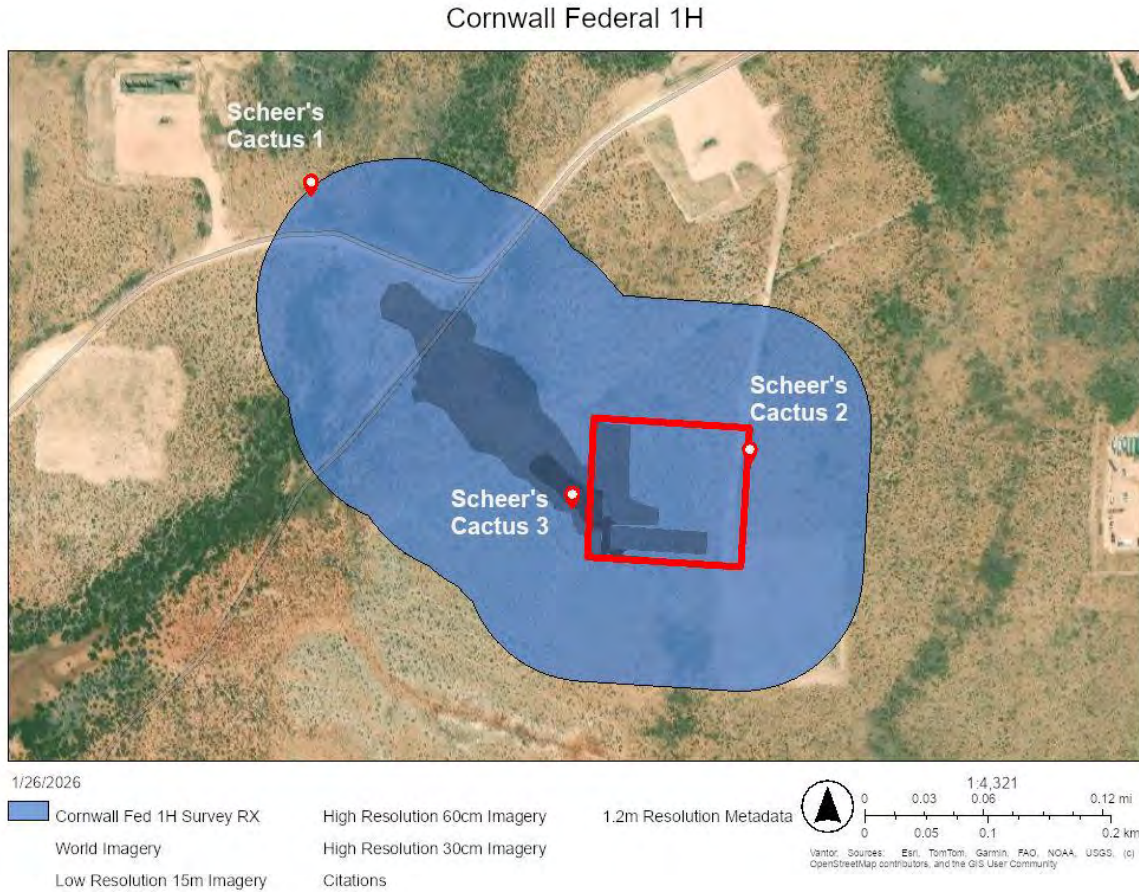 Cornwall Federal 1H
Scheer's
Cactus 1
Scheer's
Cactus 2
Scheer's
Cactus 3
1/26/2026
Cornwall Fed 1H Survey RX
World Imagery
Low Resolution 15m Imagery
High Resolution 60cm Imagery
High Resolution 30cm Imagery
Citations
1.2m Resolution Metadata
1:4,321
0 0.03 0.06 0.12 mi
0 0.05 0.1 0.2 km
Vantor, Sources: Esri, TomTom, Garmin, FAO, NOAA, USGS, (c)
OpenStreetMap contributors, and the GIS User Community